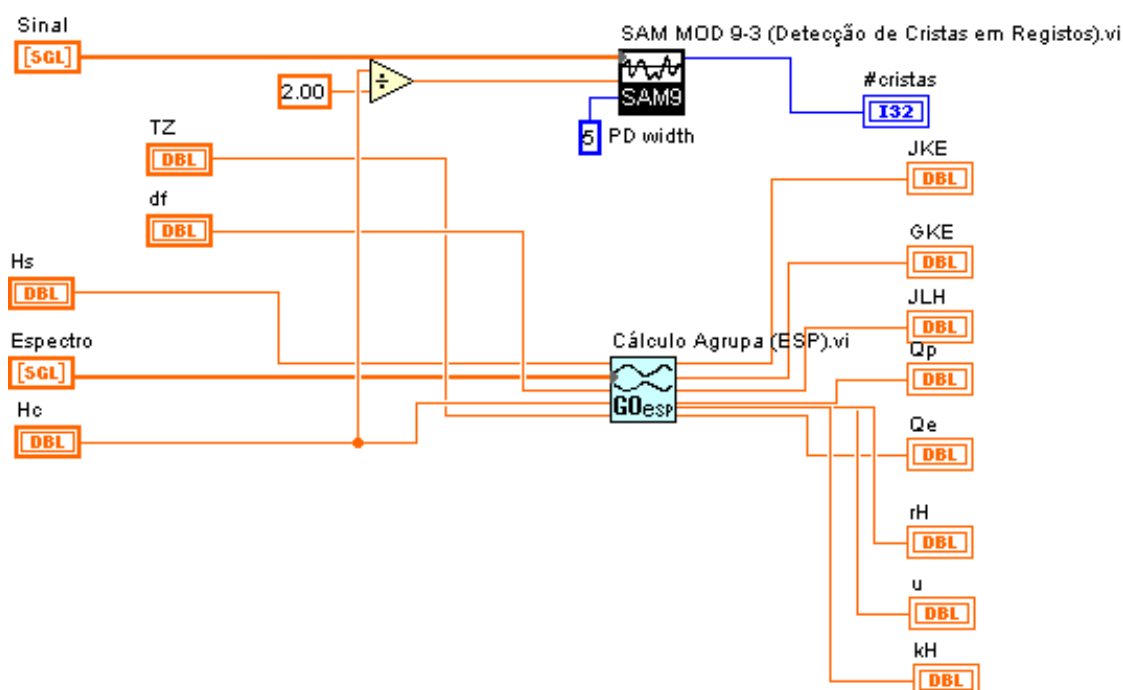 Sinal
[SGL]
SAM MOD 9-3 (Detecção de Cristas em Registos).vi
÷
2.00
SAM9
5
PD width
#cristas
I32
TZ
DBL
df
DBL
JKE
DBL
GKE
DBL
Hs
DBL
JLH
DBL
Espectro
[SGL]
Cálculo Agrupa (ESP).vi
GOesp
Qp
DBL
Hc
DBL
Qe
DBL
rH
DBL
u
DBL
kH
DBL